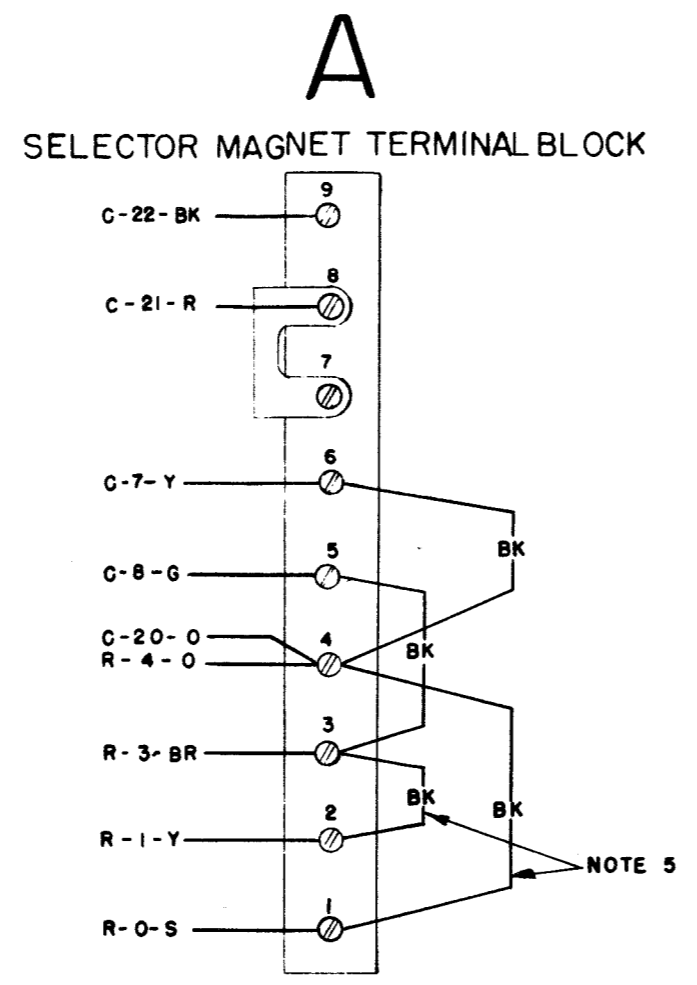 A
SELECTOR MAGNET TERMINAL BLOCK
9
C-22-BK
8
C-21-R
7
6
C-7-Y
BK
5
C-8-G
C-20-O
4
R-4-O
BK
3
R-3-BR
BK
BK
2
R-1-Y
NOTE 5
1
R-O-S